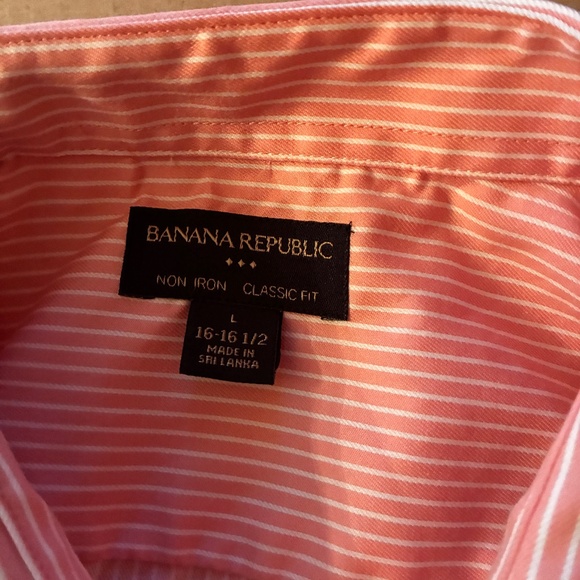 BANANA REPUBLIC
NON IRON CLASSIC FIT
L
16-16 1/2
MADE IN
SRI LANKA